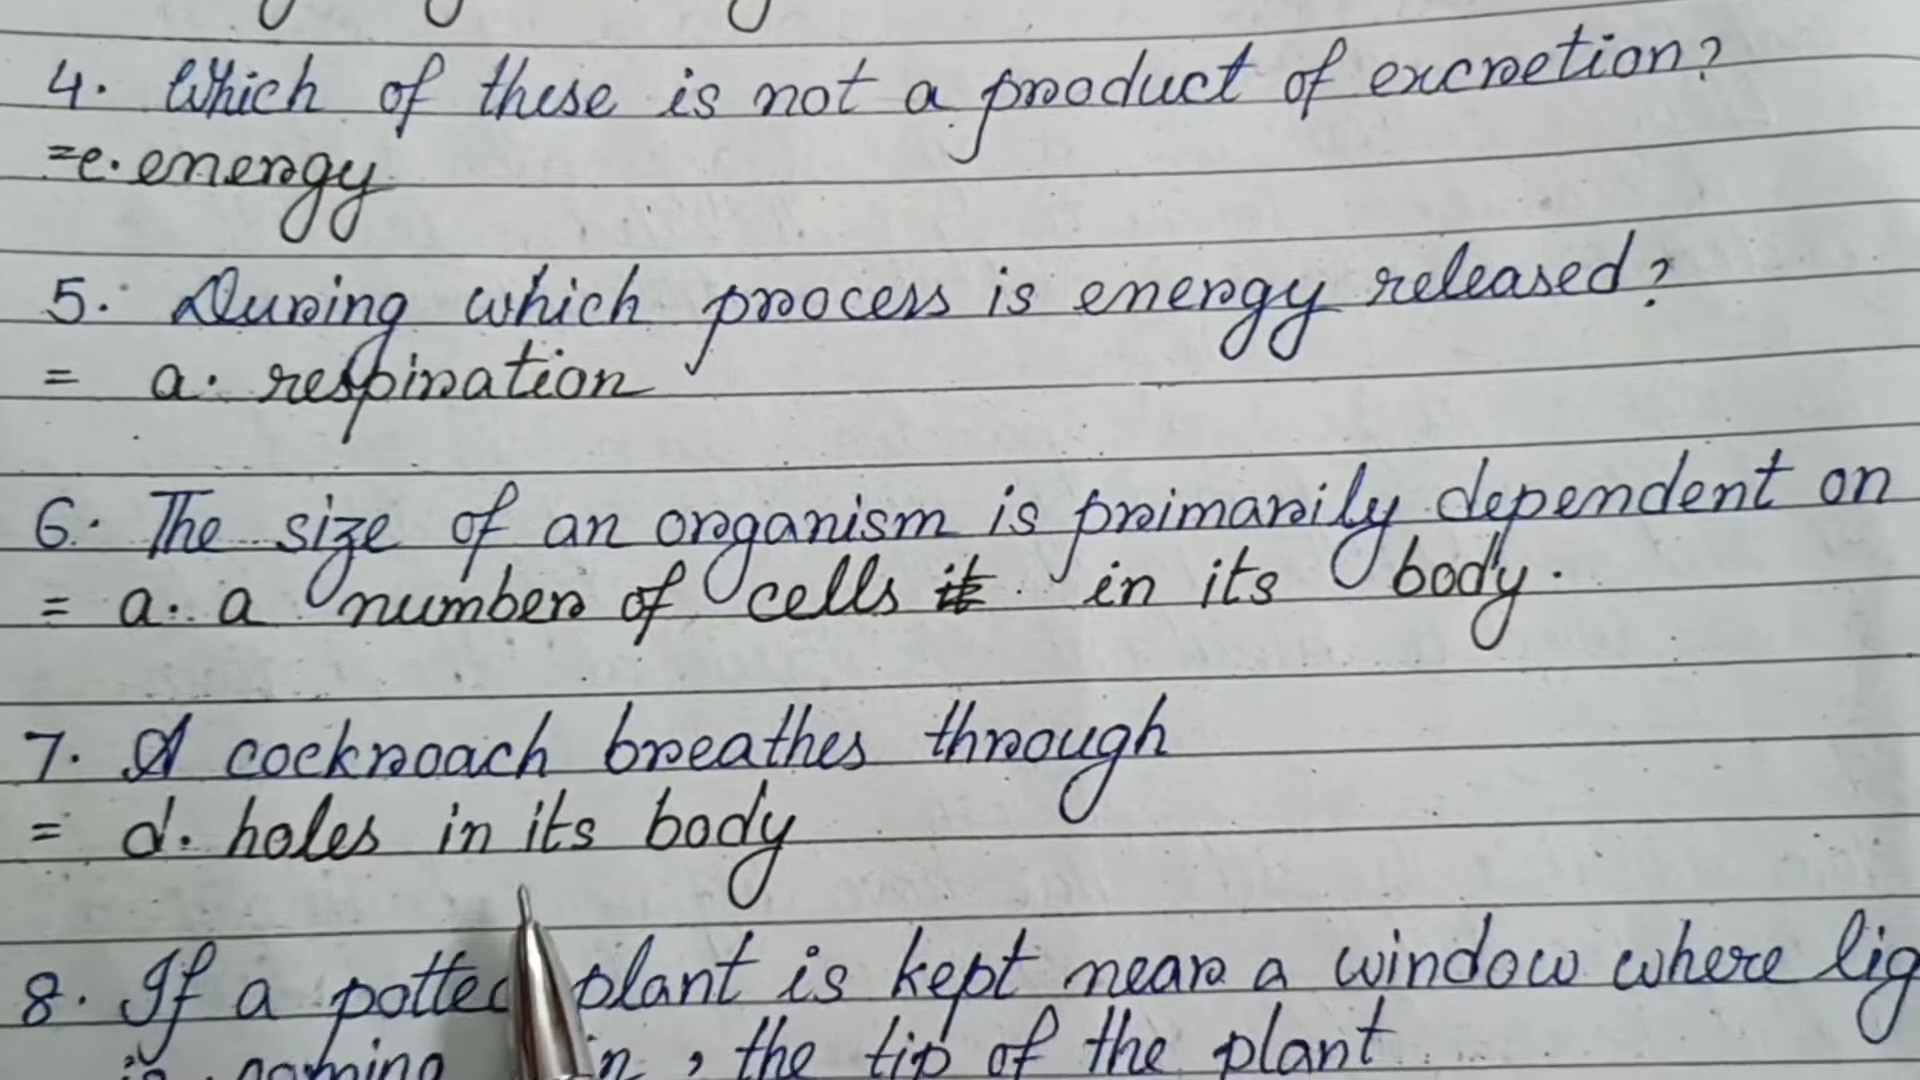 4. Which of these is not a product of excretion?
= c. energy
5. During which process is energy released?
= a. respiration
6. The size of an organism is primarily dependent on
= a. a number of cells in its body.
7. A cockroach breathes through
= d. holes in its body
8. If a potted plant is kept near a window where lig
is coming in, the tip of the plant